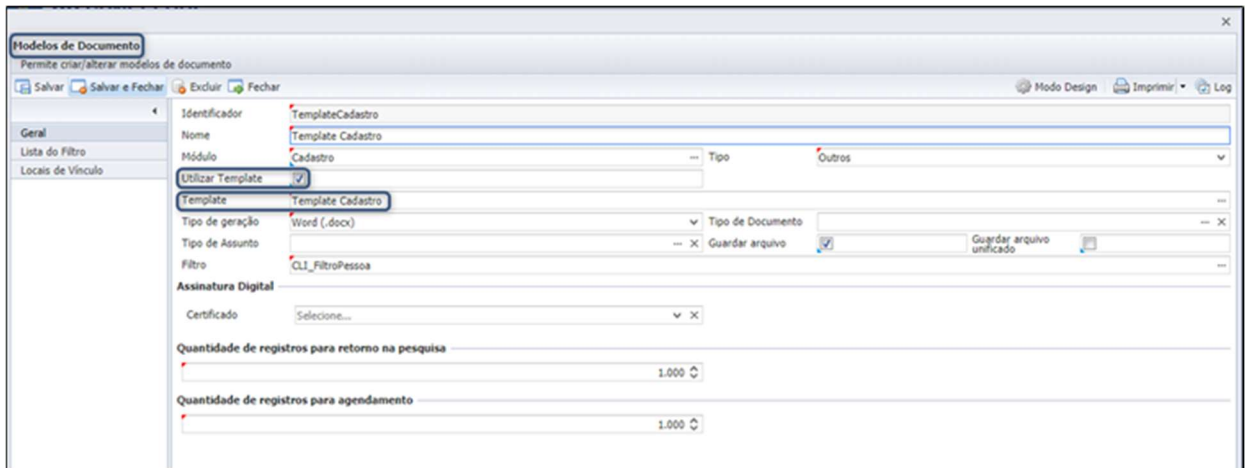 Modelos de Documento
Permite criar/alterar modelos de documento
Salvar Salvar e Fechar Excluir Fechar Modo Design Imprimir Log
Identificador TemplateCadastro
Geral
Nome Template Cadastro
Lista do Filtro
Módulo Cadastro Tipo Outros
Locais de Vínculo
Utilizar Template
Template Template Cadastro
Tipo de geração Word (.docx) Tipo de Documento
Tipo de Assunto Guardar arquivo Guardar arquivo unificado
Filtro CLI_FiltroPessoa
Assinatura Digital
Certificado Selecione...
Quantidade de registros para retorno na pesquisa
1.000
Quantidade de registros para agendamento
1.000